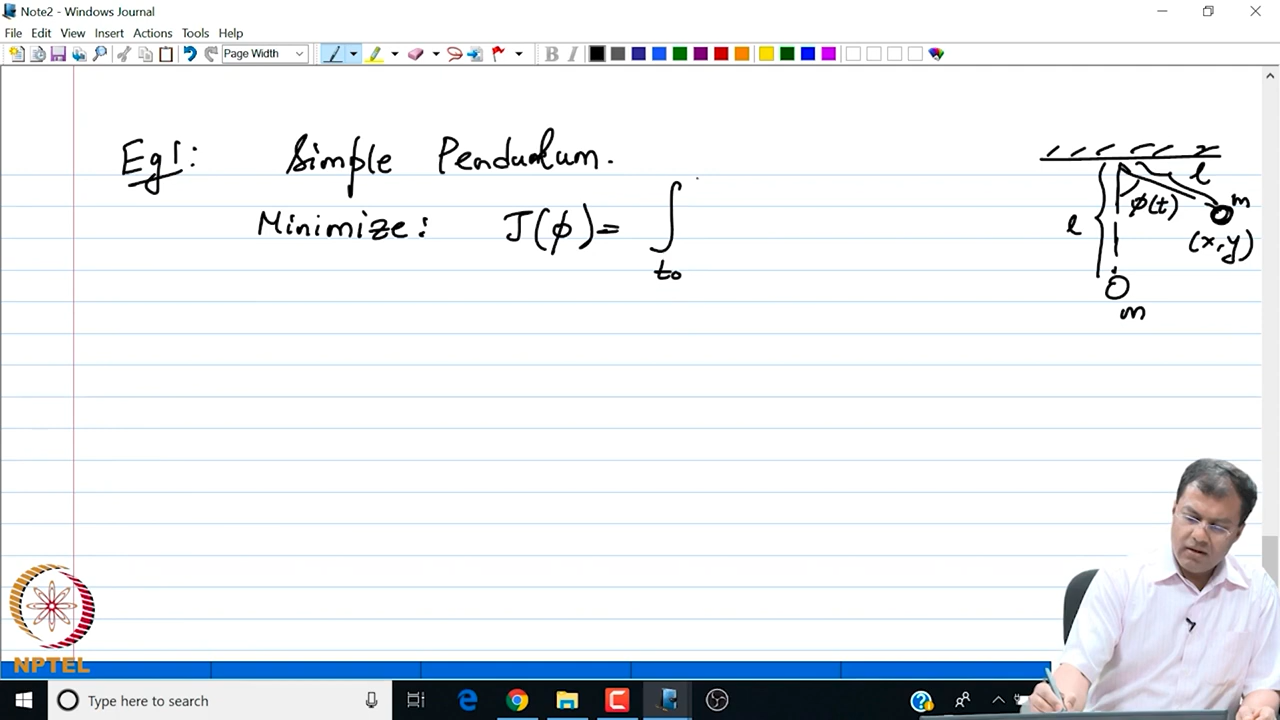 Note2 - Windows Journal
File Edit View Insert Actions Tools Help
Page Width
B I
Eg1: Simple Pendulum.
Minimize: J(ϕ)= ∫
t₀
l
m
ϕ(t)
l
(x,y)
m
NPTEL
Type here to search